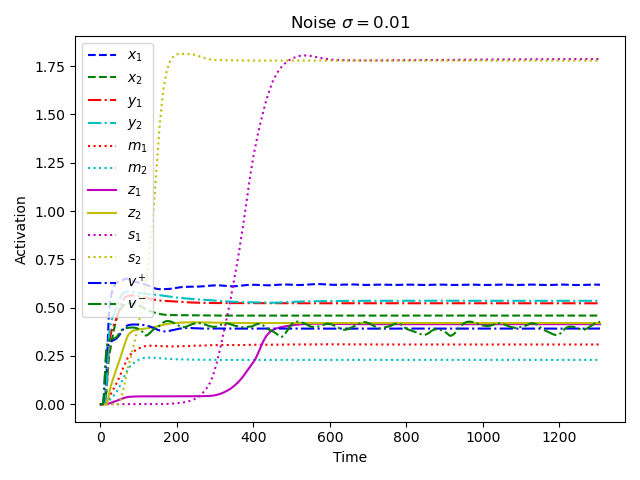 Noise σ = 0.01
Activation
1.75
1.50
1.25
1.00
0.75
0.50
0.25
0.00
x₁
x₂
y₁
y₂
m₁
m₂
z₁
z₂
s₁
s₂
v⁺
v⁻
0 200 400 600 800 1000 1200
Time